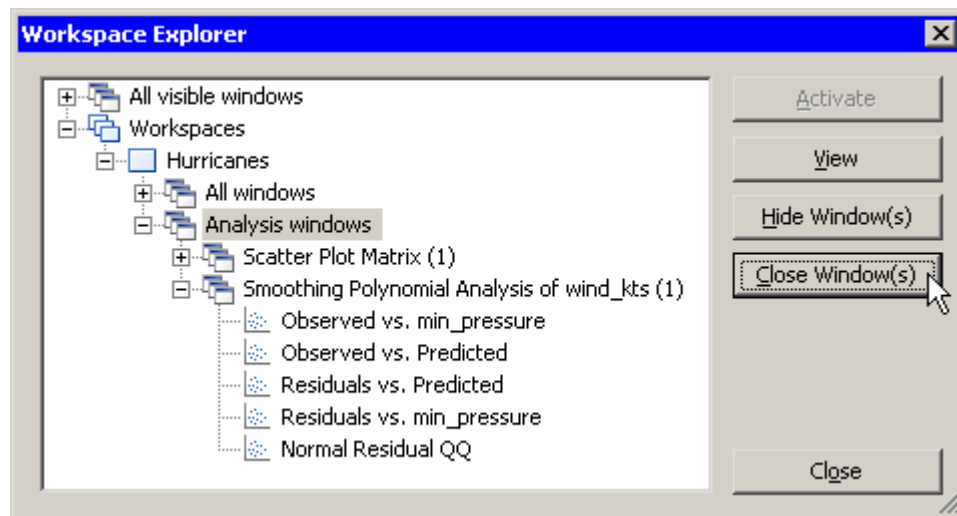 Workspace Explorer
All visible windows
Workspaces
Hurricanes
All windows
Analysis windows
Scatter Plot Matrix (1)
Smoothing Polynomial Analysis of wind_kts (1)
Observed vs. min_pressure
Observed vs. Predicted
Residuals vs. Predicted
Residuals vs. min_pressure
Normal Residual QQ
Activate
View
Hide Window(s)
Close Window(s)
Close